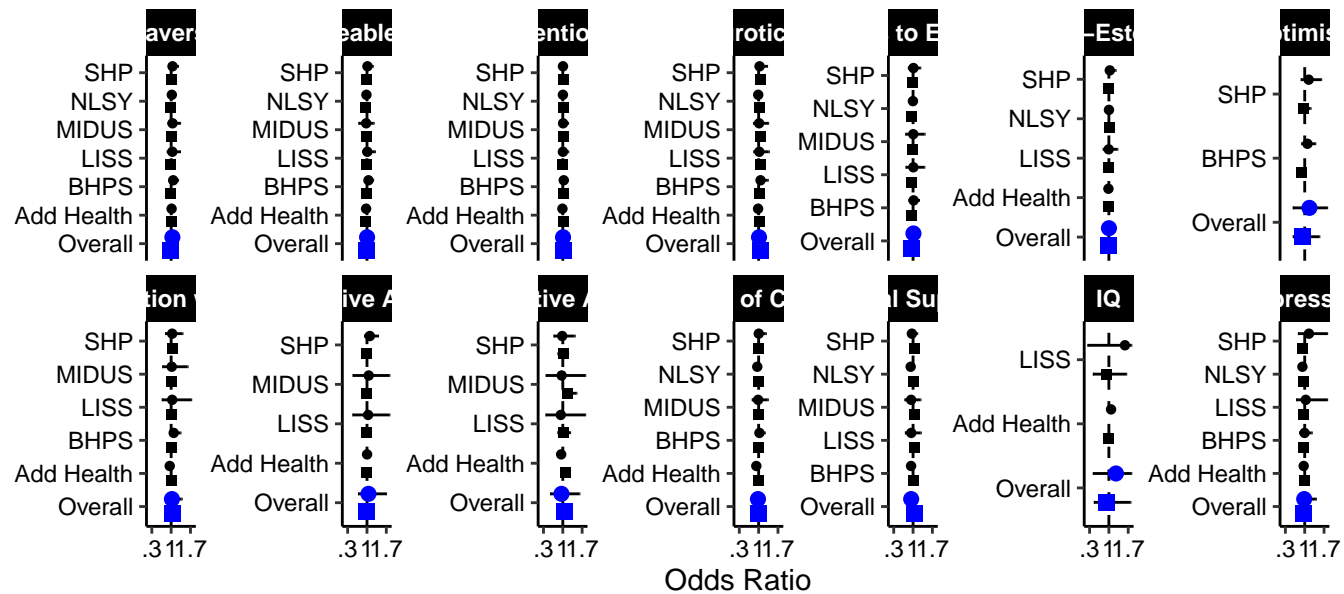 avers
SHP
NLSY
MIDUS
LISS
BHPS
Add Health
Overall
eable
SHP
NLSY
MIDUS
LISS
BHPS
Add Health
Overall
entio
SHP
NLSY
MIDUS
LISS
BHPS
Add Health
Overall
rotic
SHP
NLSY
MIDUS
LISS
BHPS
Add Health
Overall
to E
SHP
NLSY
MIDUS
LISS
BHPS
Overall
–Est
SHP
NLSY
LISS
Add Health
Overall
timis
SHP
BHPS
Overall
tion
SHP
MIDUS
LISS
BHPS
Add Health
Overall
.3 1 1.7
ive A
SHP
MIDUS
LISS
Add Health
Overall
.3 1 1.7
tive A
SHP
MIDUS
LISS
Add Health
Overall
.3 1 1.7
of C
SHP
NLSY
MIDUS
BHPS
Add Health
Overall
.3 1 1.7
l Su
SHP
NLSY
MIDUS
LISS
BHPS
Overall
.3 1 1.7
IQ
LISS
Add Health
Overall
.3 1 1.7
press
SHP
NLSY
LISS
BHPS
Add Health
Overall
.3 1 1.7
Odds Ratio